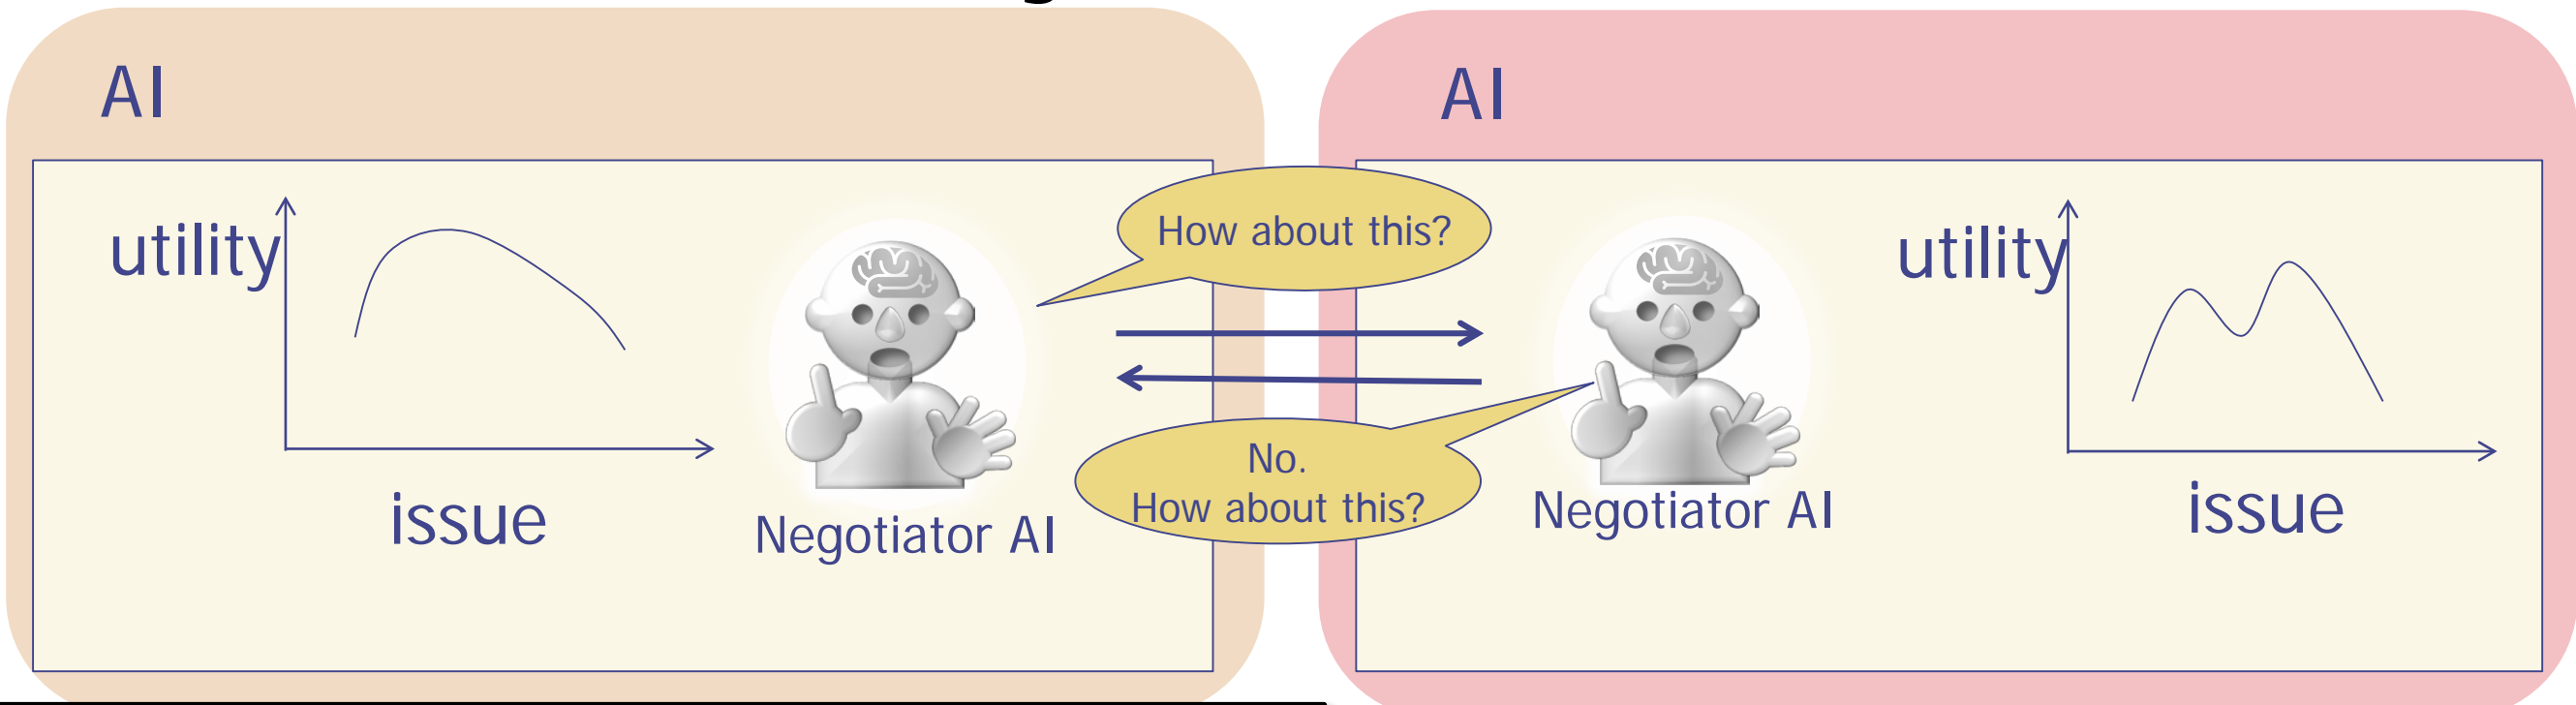 AI
utility
issue
Negotiator AI
How about this?
No.
How about this?
AI
Negotiator AI
utility
issue